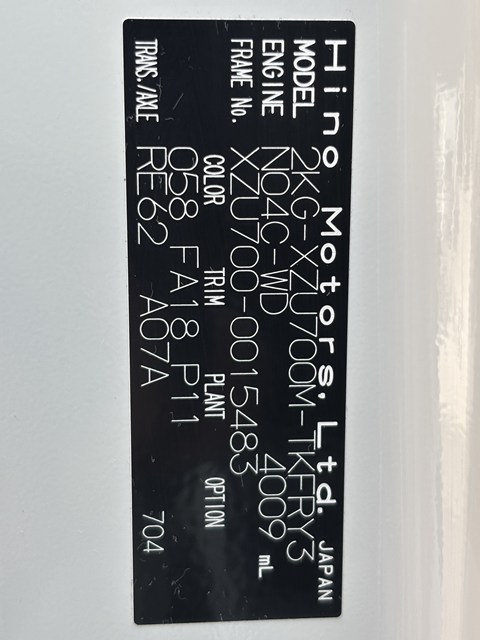 Hino Motors, Ltd. JAPAN
MODEL 2KG-XZU700M-TKFRY3
ENGINE N04C-WD 4009 mL
FRAME No. XZU700-0015483
COLOR TRIM PLANT OPTION
058 FA18 P11
TRANS./AXLE RE62 A07A 704